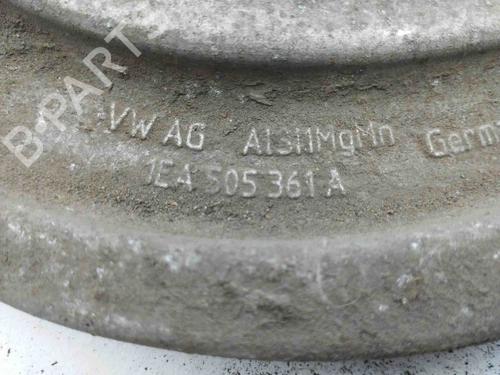 B-PARTS
VW AG AlSi1MgMn Germ
1EA 505 361 A